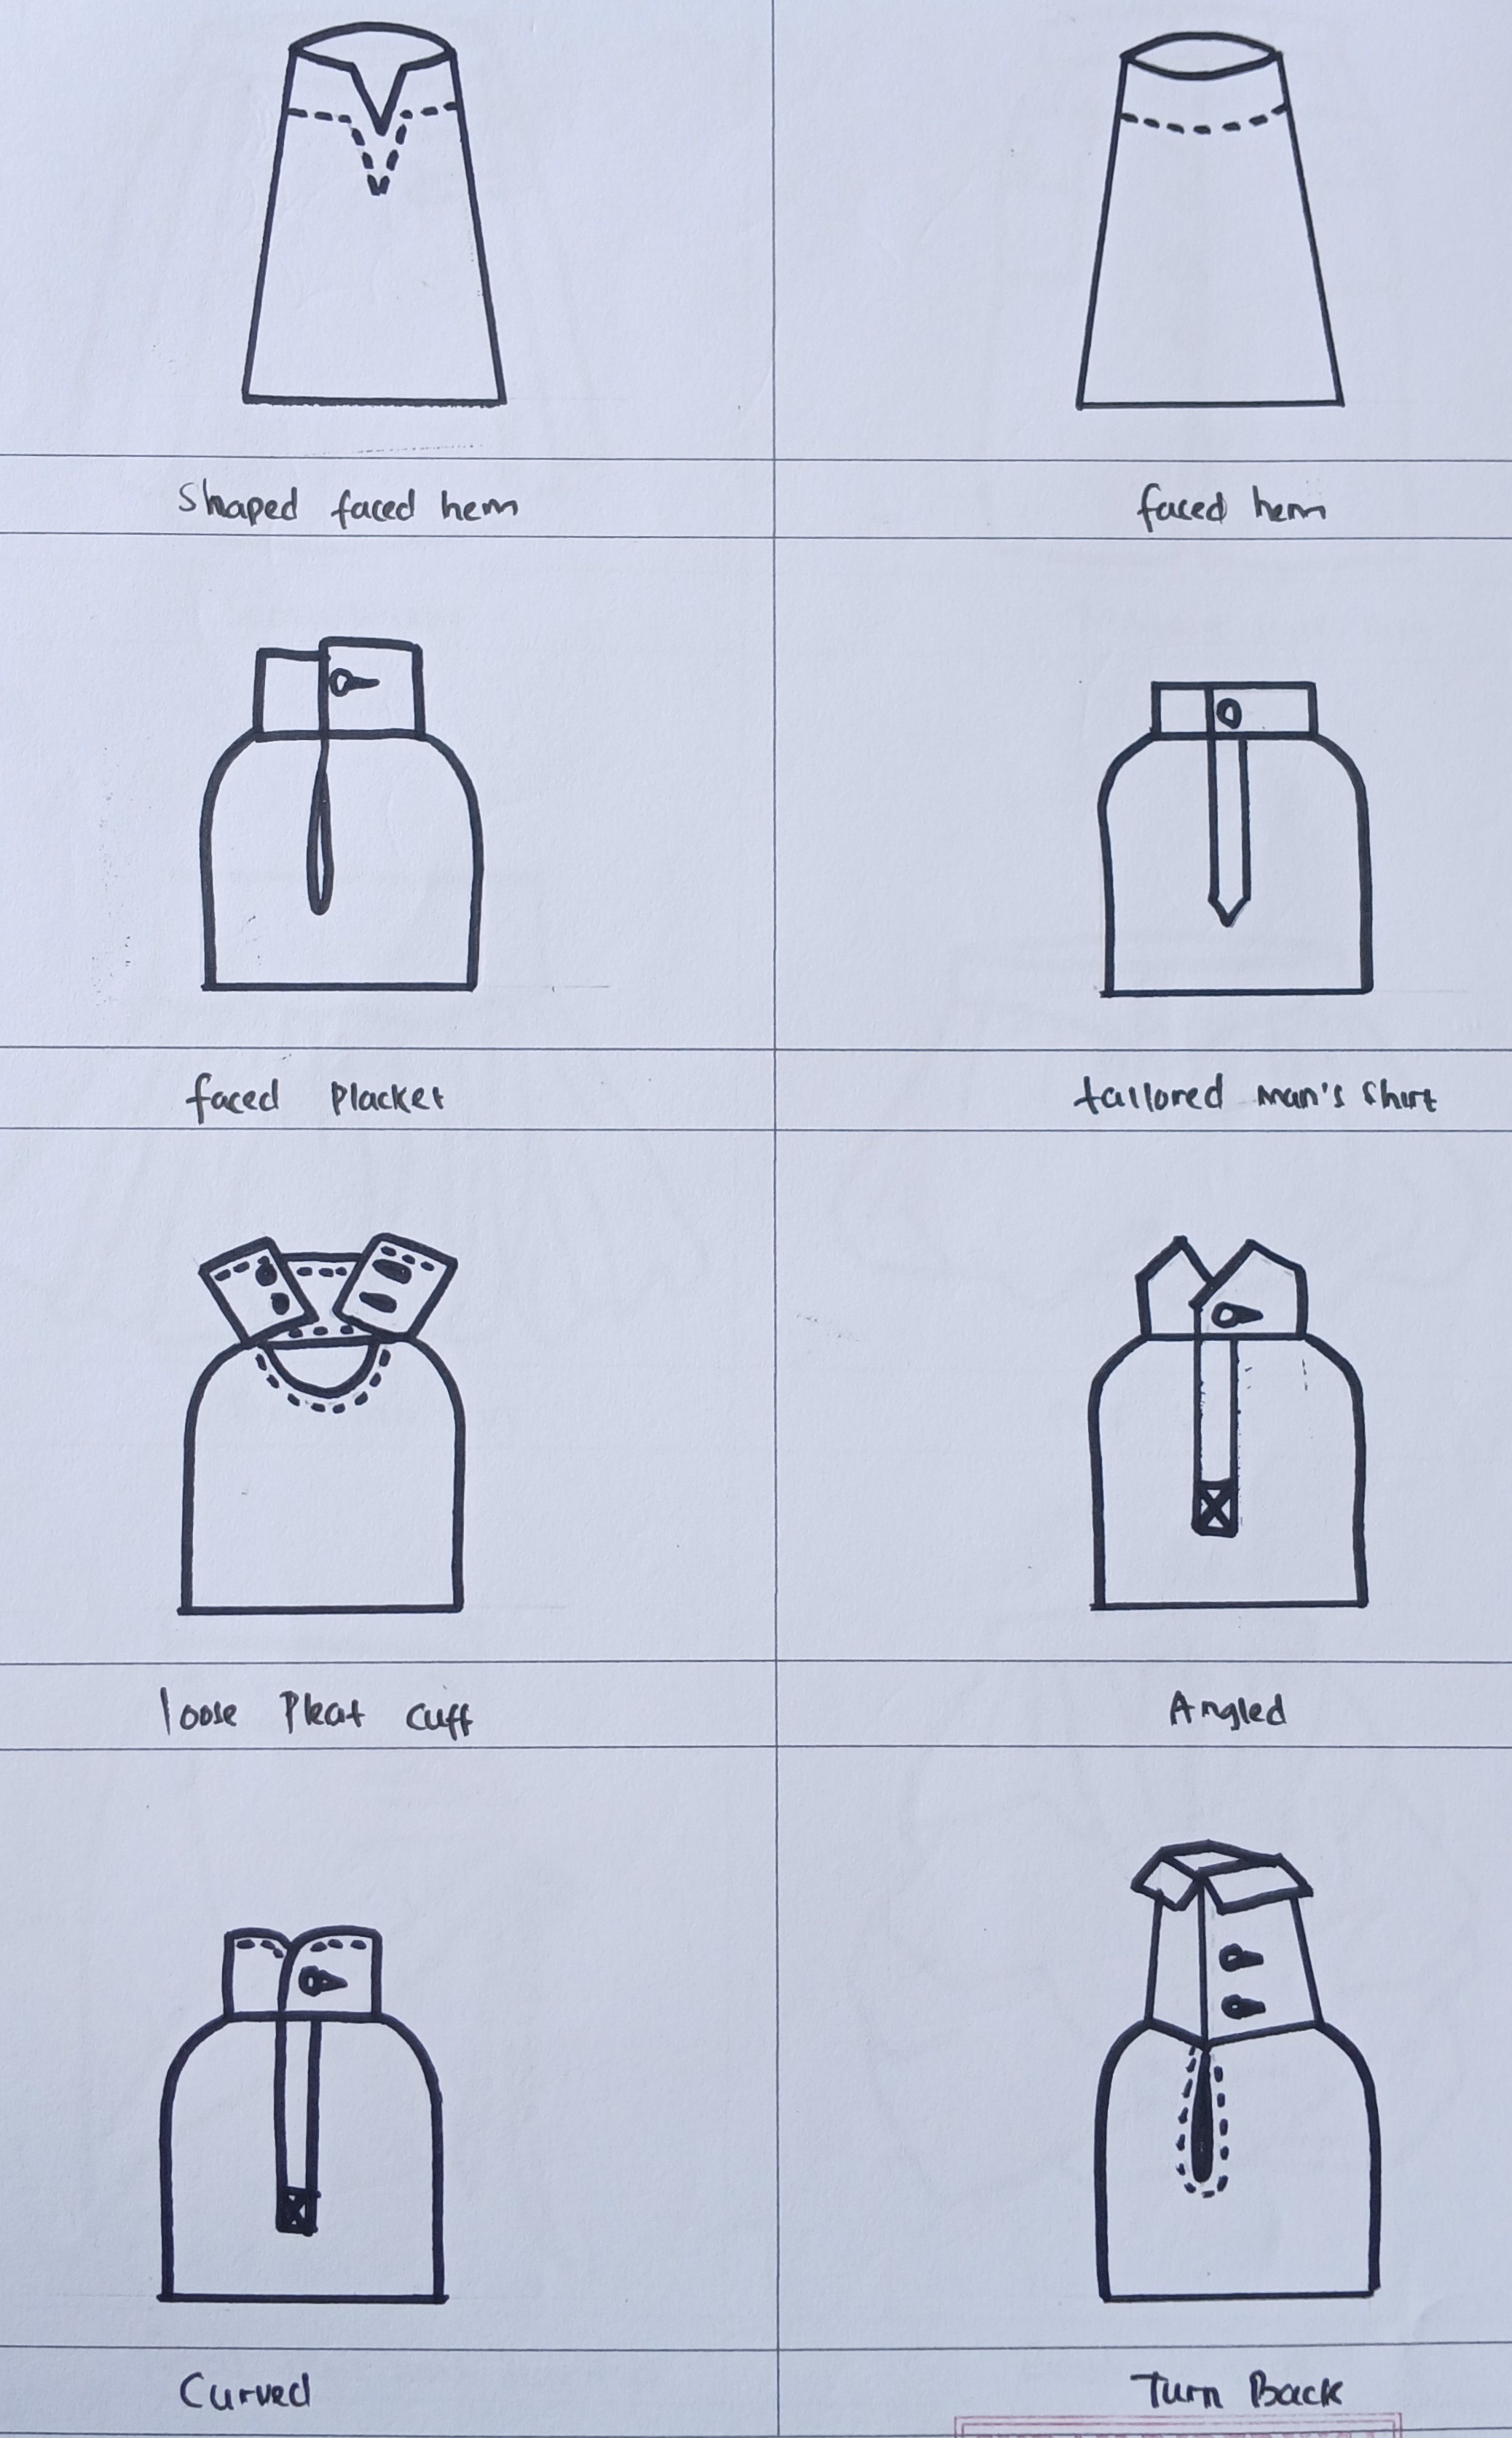 Shaped faced hem
faced hem
faced Placket
tailored man's shirt
loose Pleat cuff
Angled
Curved
Turn Back